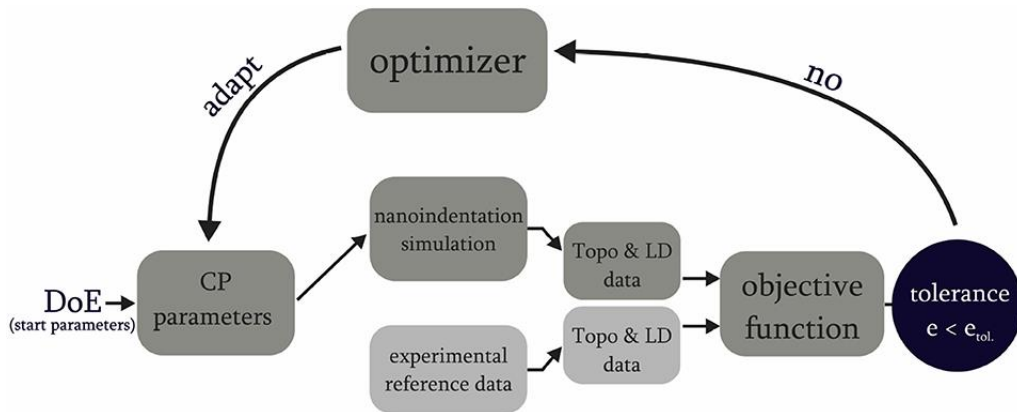 optimizer
adapt
no
nanoindentation
simulation
Topo & LD
data
CP
parameters
DoE
(start parameters)
objective
function
tolerance
e < e tol.
experimental
reference data
Topo & LD
data